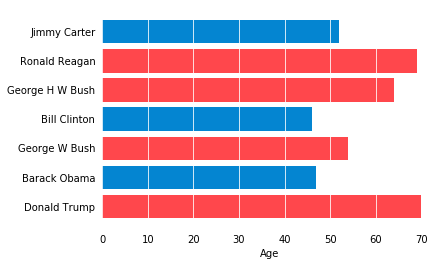 Jimmy Carter
Ronald Reagan
George H W Bush
Bill Clinton
George W Bush
Barack Obama
Donald Trump
0 10 20 30 40 50 60 70
Age